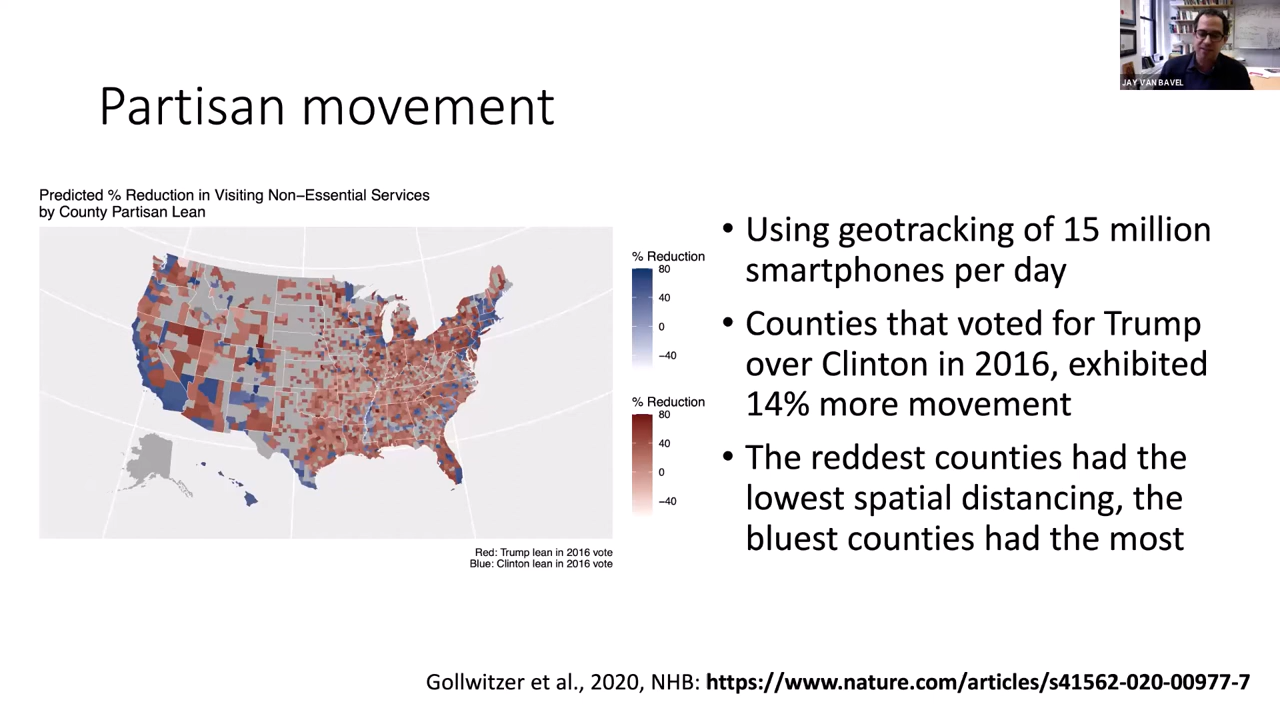 JAY VAN BAVEL
Partisan movement
Predicted % Reduction in Visiting Non−Essential Services
by County Partisan Lean
% Reduction
80
40
0
−40
% Reduction
80
40
0
−40
Red: Trump lean in 2016 vote
Blue: Clinton lean in 2016 vote
• Using geotracking of 15 million
smartphones per day
• Counties that voted for Trump
over Clinton in 2016, exhibited
14% more movement
• The reddest counties had the
lowest spatial distancing, the
bluest counties had the most
Gollwitzer et al., 2020, NHB: https://www.nature.com/articles/s41562-020-00977-7